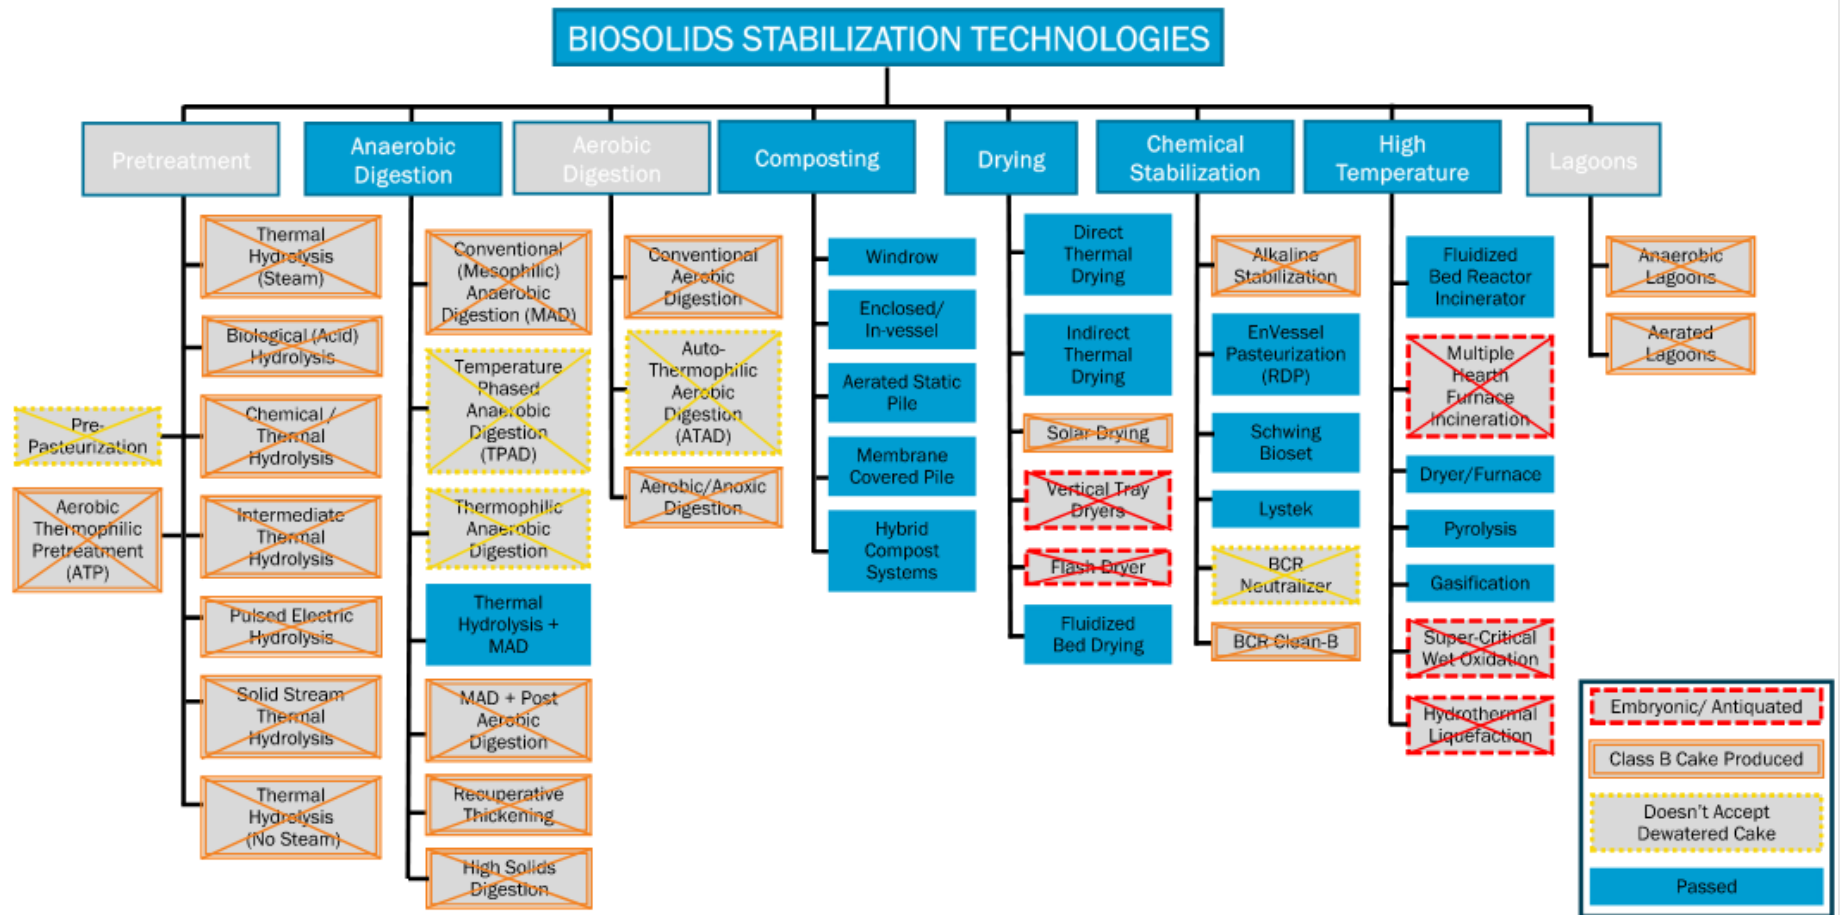 BIOSOLIDS STABILIZATION TECHNOLOGIES
Pretreatment
Thermal
Hydrolysis
(Steam)
Biological (Acid)
Hydrolysis
Pre-
Pasteurization
Chemical /
Thermal
Hydrolysis
Aerobic
Thermophilic
Pretreatment
(ATP)
Intermediate
Thermal
Hydrolysis
Pulsed Electric
Hydrolysis
Solid Stream
Thermal
Hydrolysis
Thermal
Hydrolysis
(No Steam)
Anaerobic
Digestion
Conventional
(Mesophilic)
Anaerobic
Digestion (MAD)
Temperature
Phased
Anaerobic
Digestion
(TPAD)
Thermophilic
Anaerobic
Digestion
Thermal
Hydrolysis +
MAD
MAD + Post
Aerobic
Digestion
Recuperative
Thickening
High Solids
Digestion
Aerobic
Digestion
Conventional
Aerobic
Digestion
Auto-
Thermophilic
Aerobic
Digestion
(ATAD)
Aerobic/Anoxic
Digestion
Composting
Windrow
Enclosed/
In-vessel
Aerated Static
Pile
Membrane
Covered Pile
Hybrid
Compost
Systems
Drying
Direct
Thermal
Drying
Indirect
Thermal
Drying
Solar Drying
Vertical Tray
Dryers
Flash Dryer
Fluidized
Bed Drying
Chemical
Stabilization
Alkaline
Stabilization
EnVessel
Pasteurization
(RDP)
Schwing
Bioset
Lystek
BCR
Neutralizer
BCR Clean-B
High
Temperature
Fluidized
Bed Reactor
Incinerator
Multiple
Hearth
Furnace
Incineration
Dryer/Furnace
Pyrolysis
Gasification
Super-Critical
Wet Oxidation
Hydrothermal
Liquefaction
Lagoons
Anaerobic
Lagoons
Aerated
Lagoons
Embryonic/ Antiquated
Class B Cake Produced
Doesn't Accept
Dewatered Cake
Passed